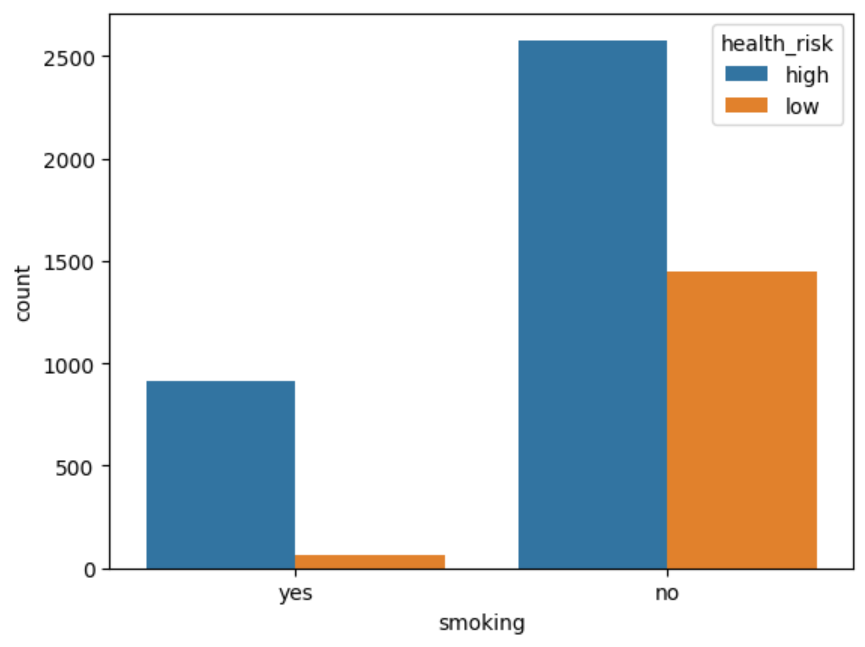 health_risk
high
low
2500
2000
1500
1000
500
0
count
yes
no
smoking